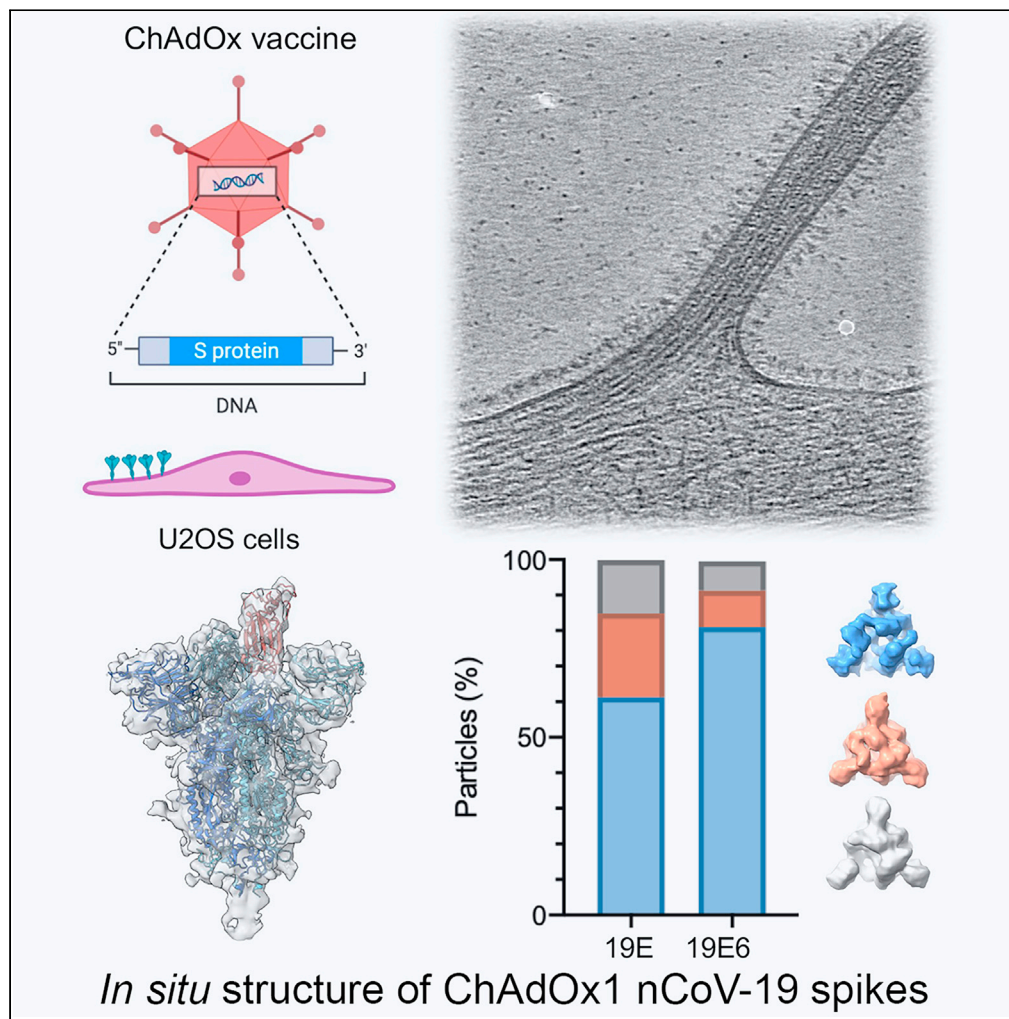 ChAdOx vaccine
5"
S protein
3'
DNA
U2OS cells
100
50
0
Particles (%)
19E
19E6
In situ structure of ChAdOx1 nCoV-19 spikes